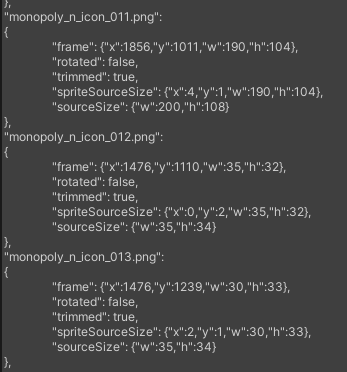 },
"monopoly_n_icon_011.png":
{
"frame": {"x":1856,"y":1011,"w":190,"h":104},
"rotated": false,
"trimmed": true,
"spriteSourceSize": {"x":4,"y":1,"w":190,"h":104},
"sourceSize": {"w":200,"h":108}
},
"monopoly_n_icon_012.png":
{
"frame": {"x":1476,"y":1110,"w":35,"h":32},
"rotated": false,
"trimmed": true,
"spriteSourceSize": {"x":0,"y":2,"w":35,"h":32},
"sourceSize": {"w":35,"h":34}
},
"monopoly_n_icon_013.png":
{
"frame": {"x":1476,"y":1239,"w":30,"h":33},
"rotated": false,
"trimmed": true,
"spriteSourceSize": {"x":2,"y":1,"w":30,"h":33},
"sourceSize": {"w":35,"h":34}
},